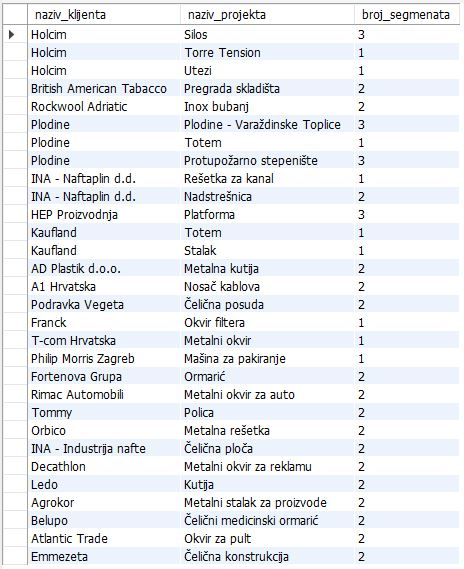 naziv_klijenta naziv_projekta broj_segmenata
Holcim Silos 3
Holcim Torre Tension 1
Holcim Utezi 1
British American Tabacco Pregrada skladišta 2
Rockwool Adriatic Inox bubanj 2
Plodine Plodine - Varaždinske Toplice 3
Plodine Totem 1
Plodine Protupožarno stepenište 3
INA - Naftaplin d.d. Rešetka za kanal 1
INA - Naftaplin d.d. Nadstrešnica 2
HEP Proizvodnja Platforma 3
Kaufland Totem 1
Kaufland Stalak 1
AD Plastik d.o.o. Metalna kutija 2
A1 Hrvatska Nosač kablova 2
Podravka Vegeta Čelična posuda 2
Franck Okvir filtera 1
T-com Hrvatska Metalni okvir 1
Philip Morris Zagreb Mašina za pakiranje 1
Fortenova Grupa Ormarić 2
Rimac Automobili Metalni okvir za auto 2
Tommy Polica 2
Orbico Metalna rešetka 2
INA - Industrija nafte Čelična ploča 2
Decathlon Metalni okvir za reklamu 2
Ledo Kutija 2
Agrokor Metalni stalak za proizvode 2
Belupo Čelični medicinski ormarić 2
Atlantic Trade Okvir za pult 2
Emmezeta Čelična konstrukcija 2